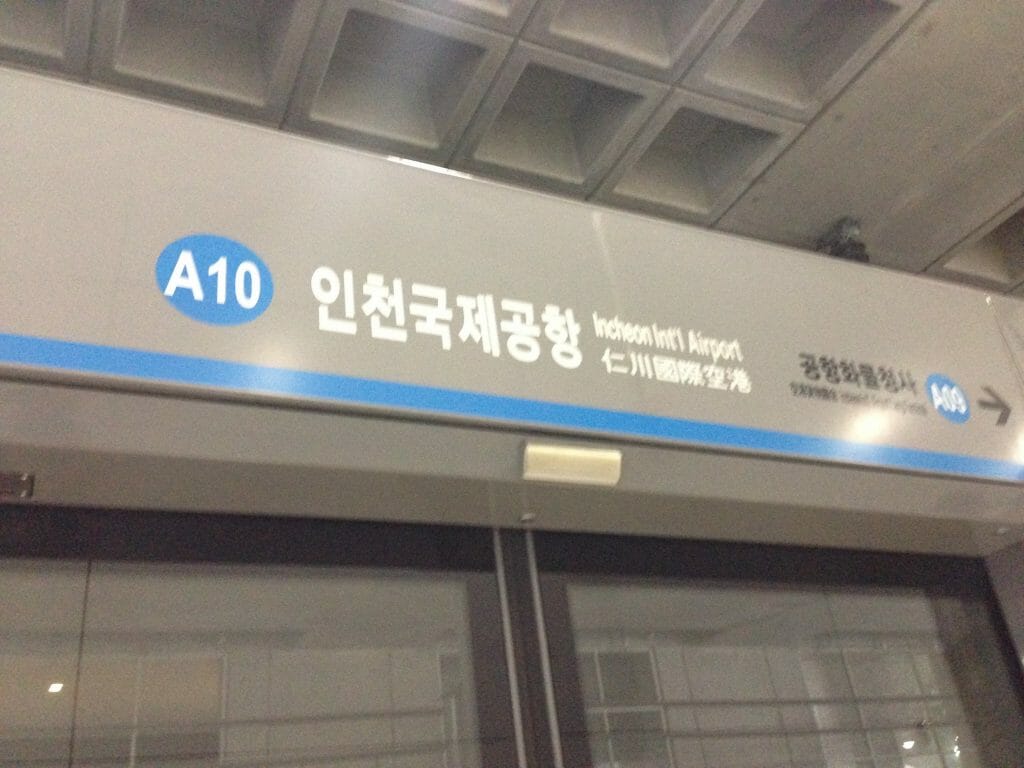 A10
인천국제공항
Incheon Int'l Airport
仁川國際空港
공항화물청사
A09